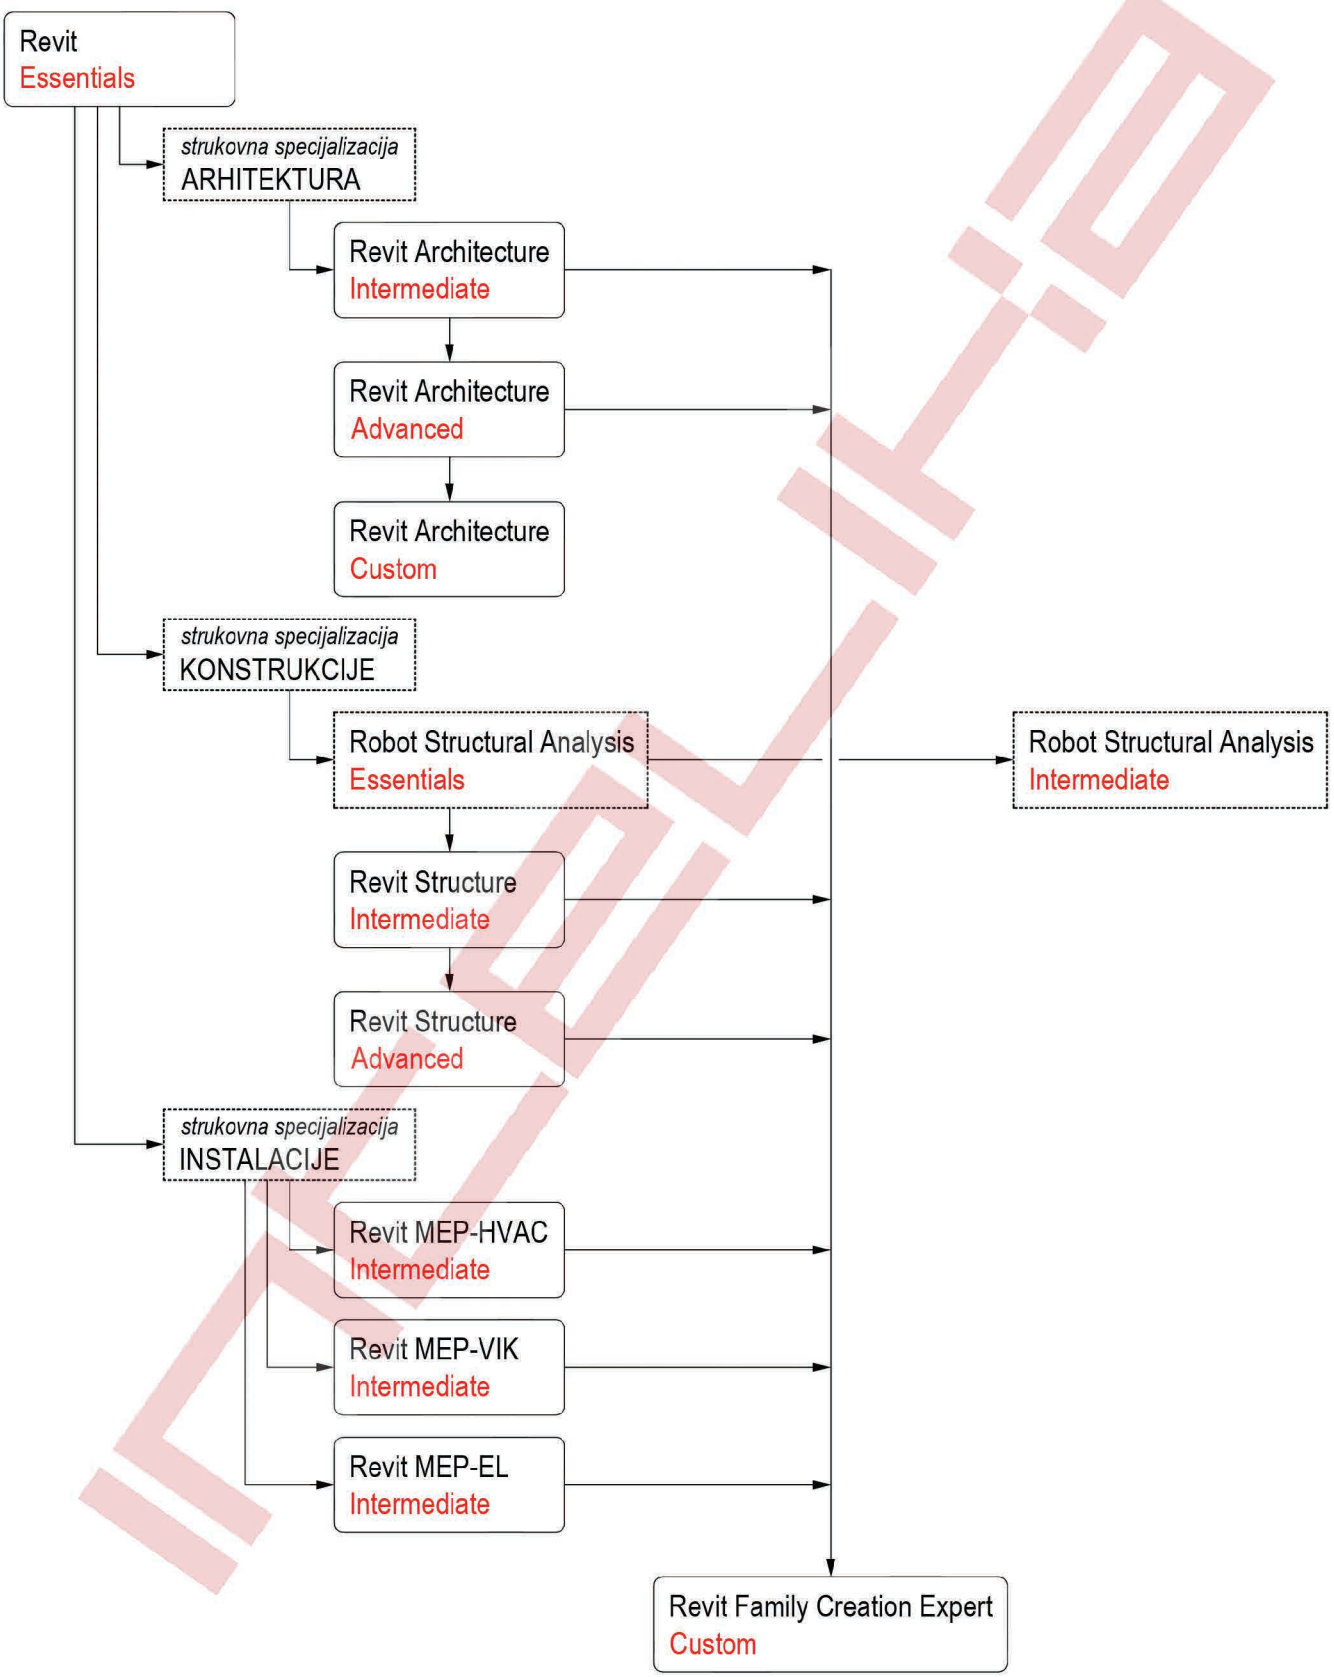 Revit
Essentials
strukovna specijalizacija
ARHITEKTURA
Revit Architecture
Intermediate
Revit Architecture
Advanced
Revit Architecture
Custom
strukovna specijalizacija
KONSTRUKCIJE
Robot Structural Analysis
Essentials
Robot Structural Analysis
Intermediate
Revit Structure
Intermediate
Revit Structure
Advanced
strukovna specijalizacija
INSTALACIJE
Revit MEP-HVAC
Intermediate
Revit MEP-VIK
Intermediate
Revit MEP-EL
Intermediate
Revit Family Creation Expert
Custom